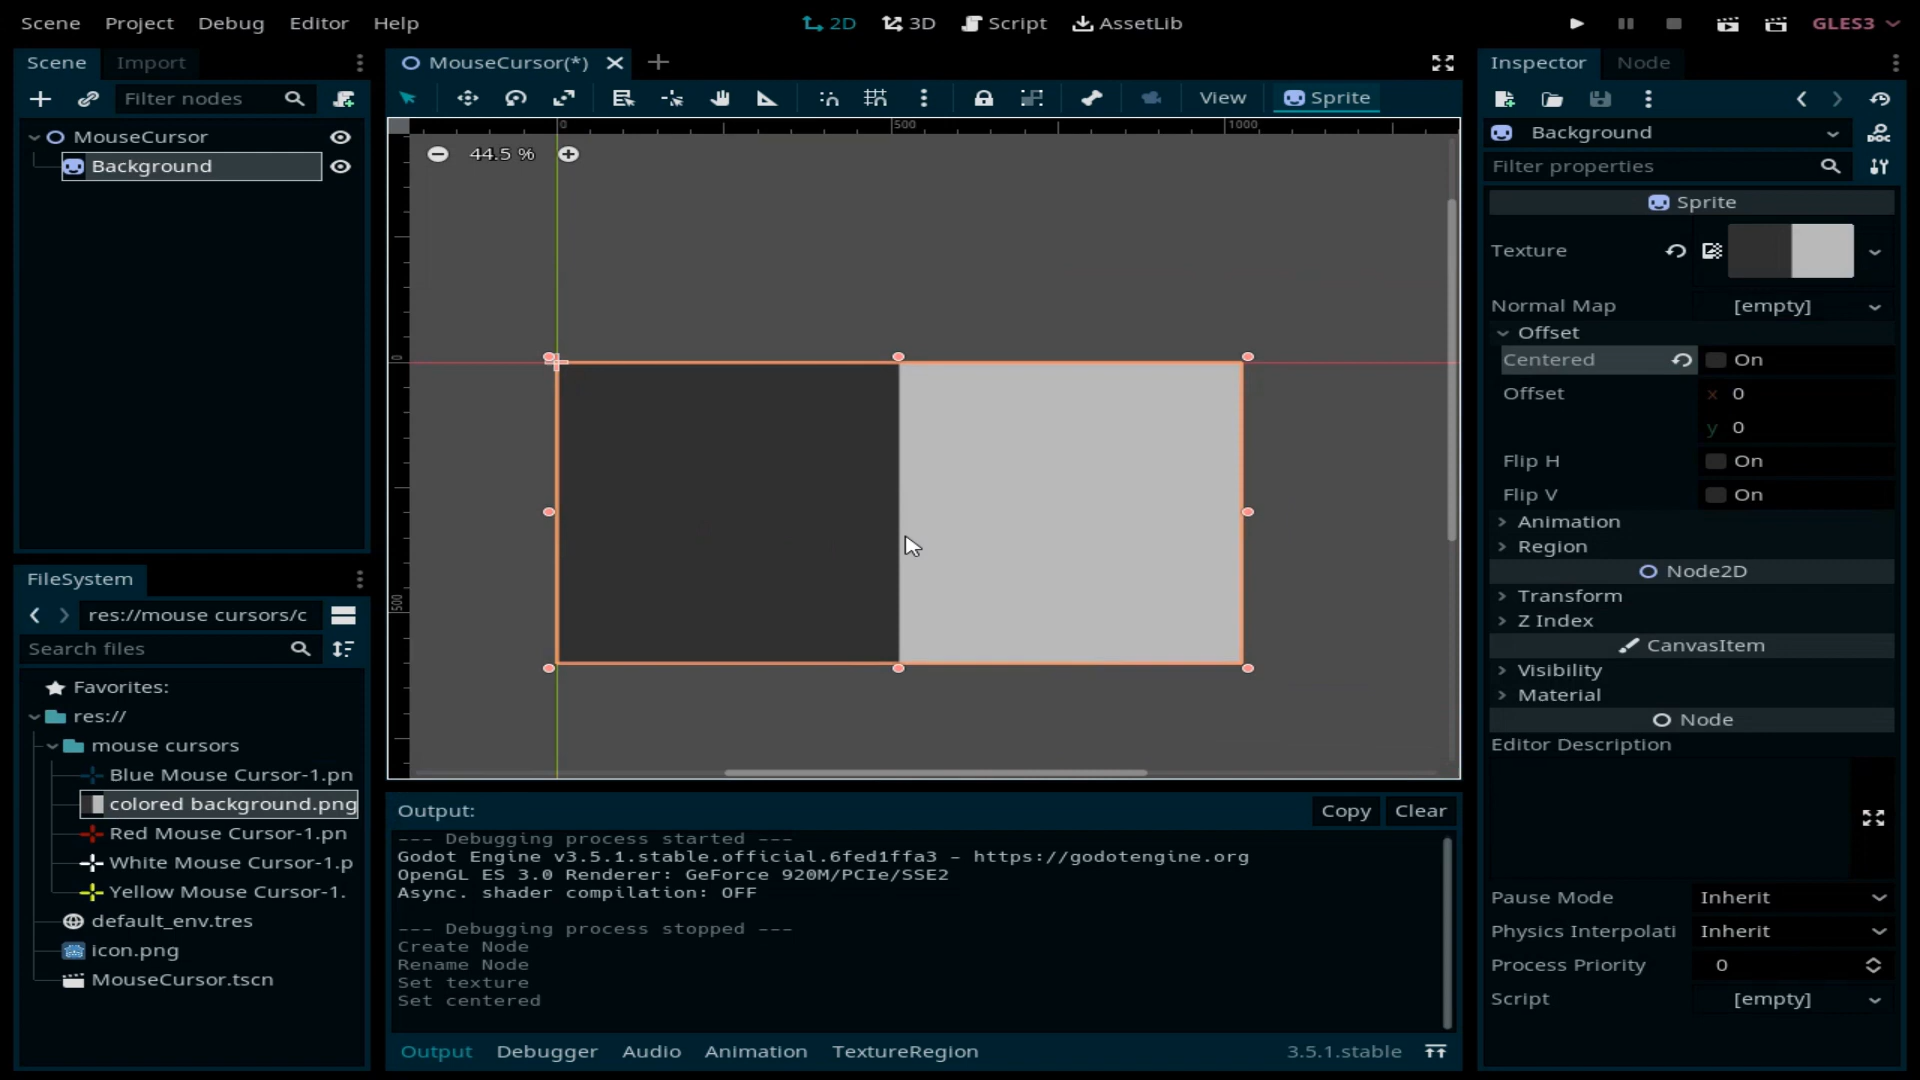 Scene Project Debug Editor Help
2D 3D Script AssetLib
GLES3
Scene Import
MouseCursor(*)
Inspector Node
Filter nodes
View Sprite
MouseCursor
Background
0 500 1000
44.5 %
0
500
Background
Filter properties
Sprite
Texture
Normal Map [empty]
Offset
Centered On
Offset x 0
y 0
Flip H On
Flip V On
Animation
Region
Node2D
Transform
Z Index
CanvasItem
Visibility
Material
Node
Editor Description
Pause Mode Inherit
Physics Interpolati Inherit
Process Priority 0
Script [empty]
FileSystem
res://mouse cursors/c
Search files
Favorites:
res://
mouse cursors
Blue Mouse Cursor-1.pn
colored background.png
Red Mouse Cursor-1.pn
White Mouse Cursor-1.p
Yellow Mouse Cursor-1.
default_env.tres
icon.png
MouseCursor.tscn
Output: Copy Clear
--- Debugging process started ---
Godot Engine v3.5.1.stable.official.6fed1ffa3 - https://godotengine.org
OpenGL ES 3.0 Renderer: GeForce 920M/PCIe/SSE2
Async. shader compilation: OFF
--- Debugging process stopped ---
Create Node
Rename Node
Set texture
Set centered
Output Debugger Audio Animation TextureRegion 3.5.1.stable